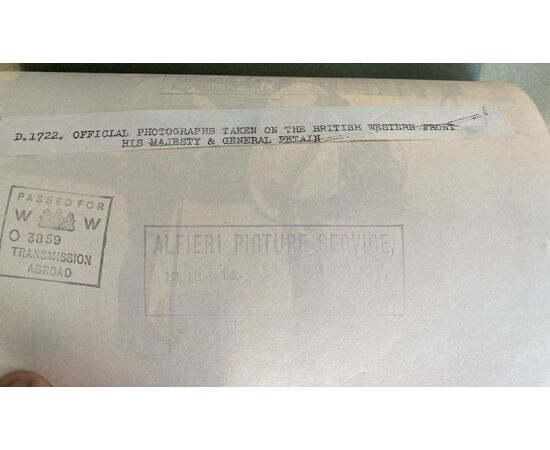 D.1722. OFFICIAL PHOTOGRAPHS TAKEN ON THE BRITISH WESTERN FRONT
HIS MAJESTY & GENERAL PETAIN
PASSED FOR
W W
O 3859
TRANSMISSION
ABROAD
ALFIERI PICTURE SERVICE,
12, 13 & 14,